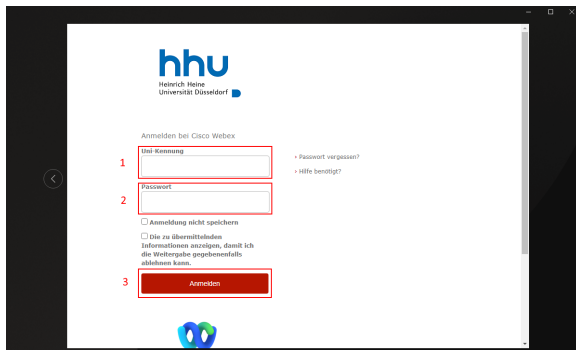 hhu
Heinrich Heine
Universität Düsseldorf
Anmelden bei Cisco Webex
Uni-Kennung
1
› Passwort vergessen?
› Hilfe benötigt?
Passwort
2
Anmeldung nicht speichern
Die zu übermittelnden
Informationen anzeigen, damit ich
die Weitergabe gegebenenfalls
ablehnen kann.
3
Anmelden